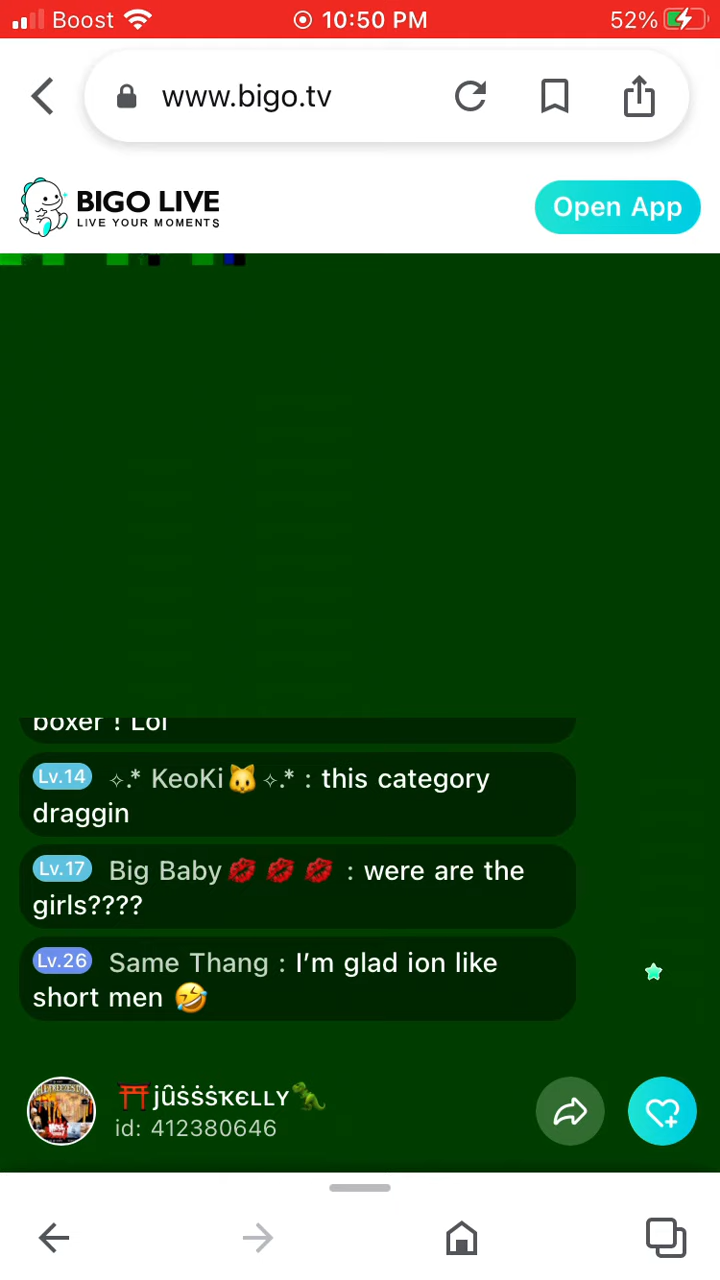 Boost 10:50 PM 52%
www.bigo.tv
BIGO LIVE
LIVE YOUR MOMENTS
Open App
boxer ! Lol
Lv.14 ✧.* KeoKi🐱✧.* : this category
draggin
Lv.17 Big Baby💋💋💋 : were are the
girls????
Lv.26 Same Thang : I’m glad ion like
short men 🤣
⛩️jȗṡṡṡҡєʟʟʏ🦖
id: 412380646